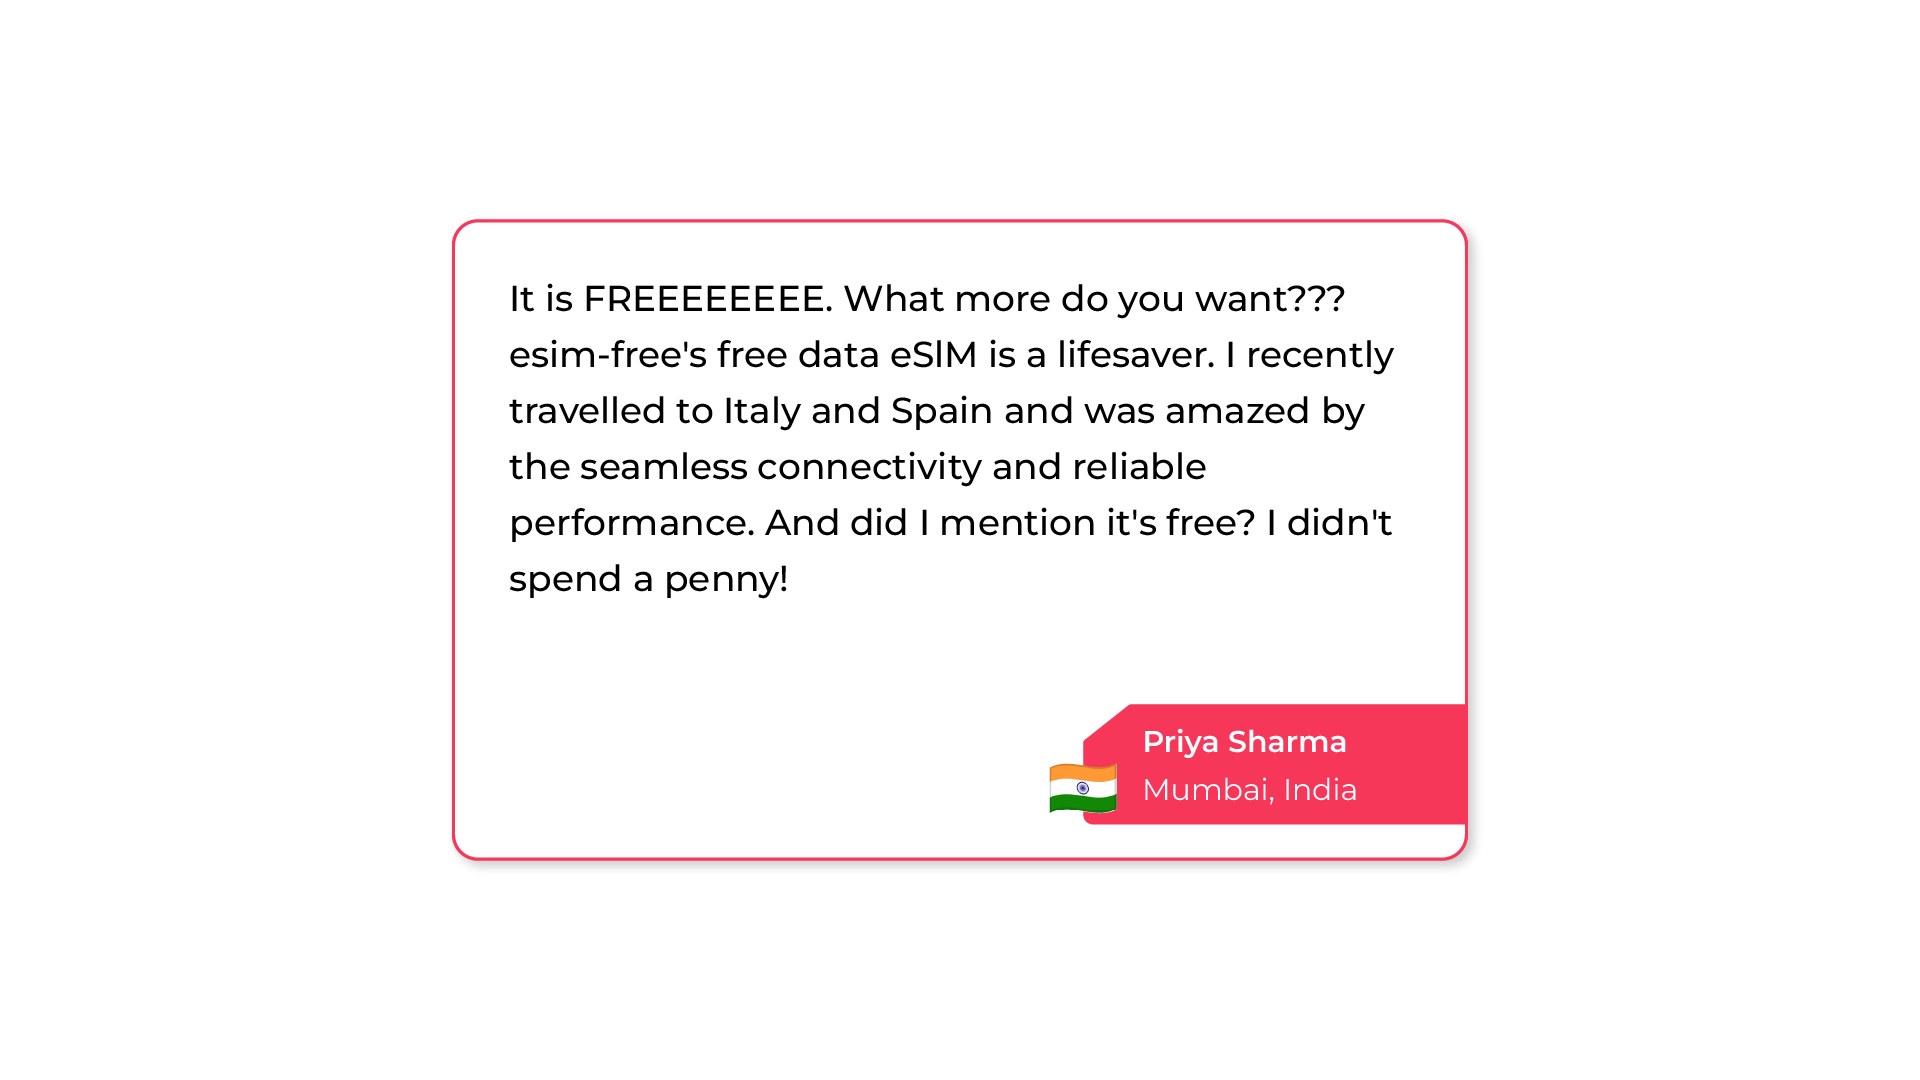 It is FREEEEEEEE. What more do you want???
esim-free's free data eSlM is a lifesaver. I recently
travelled to Italy and Spain and was amazed by
the seamless connectivity and reliable
performance. And did I mention it's free? I didn't
spend a penny!
Priya Sharma
Mumbai, India